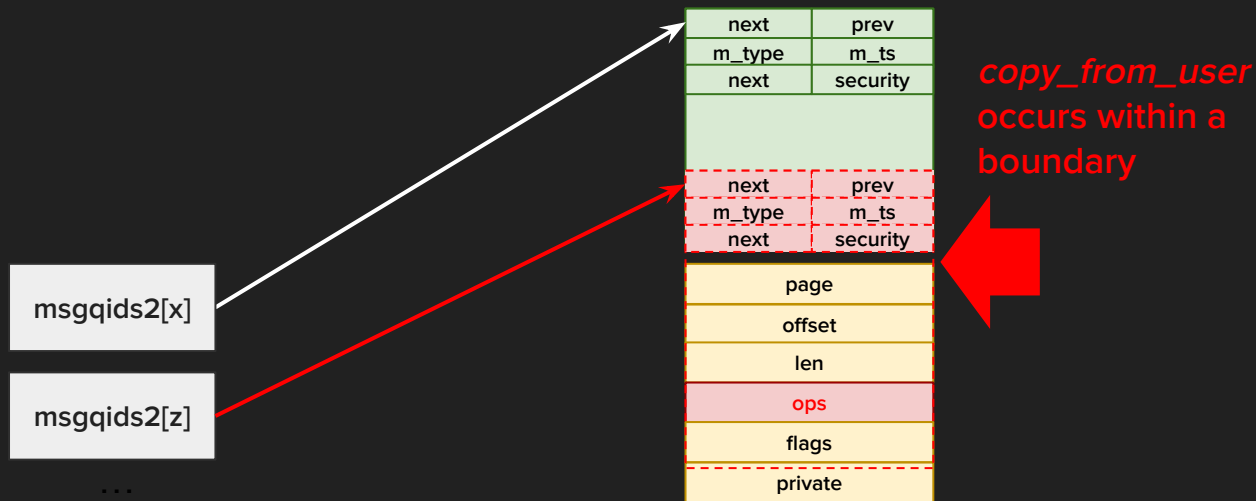 next prev
m_type m_ts
next security
copy_from_user
occurs within a
boundary
next prev
m_type m_ts
next security
msgqids2[x]
msgqids2[z]
...
page
offset
len
ops
flags
private